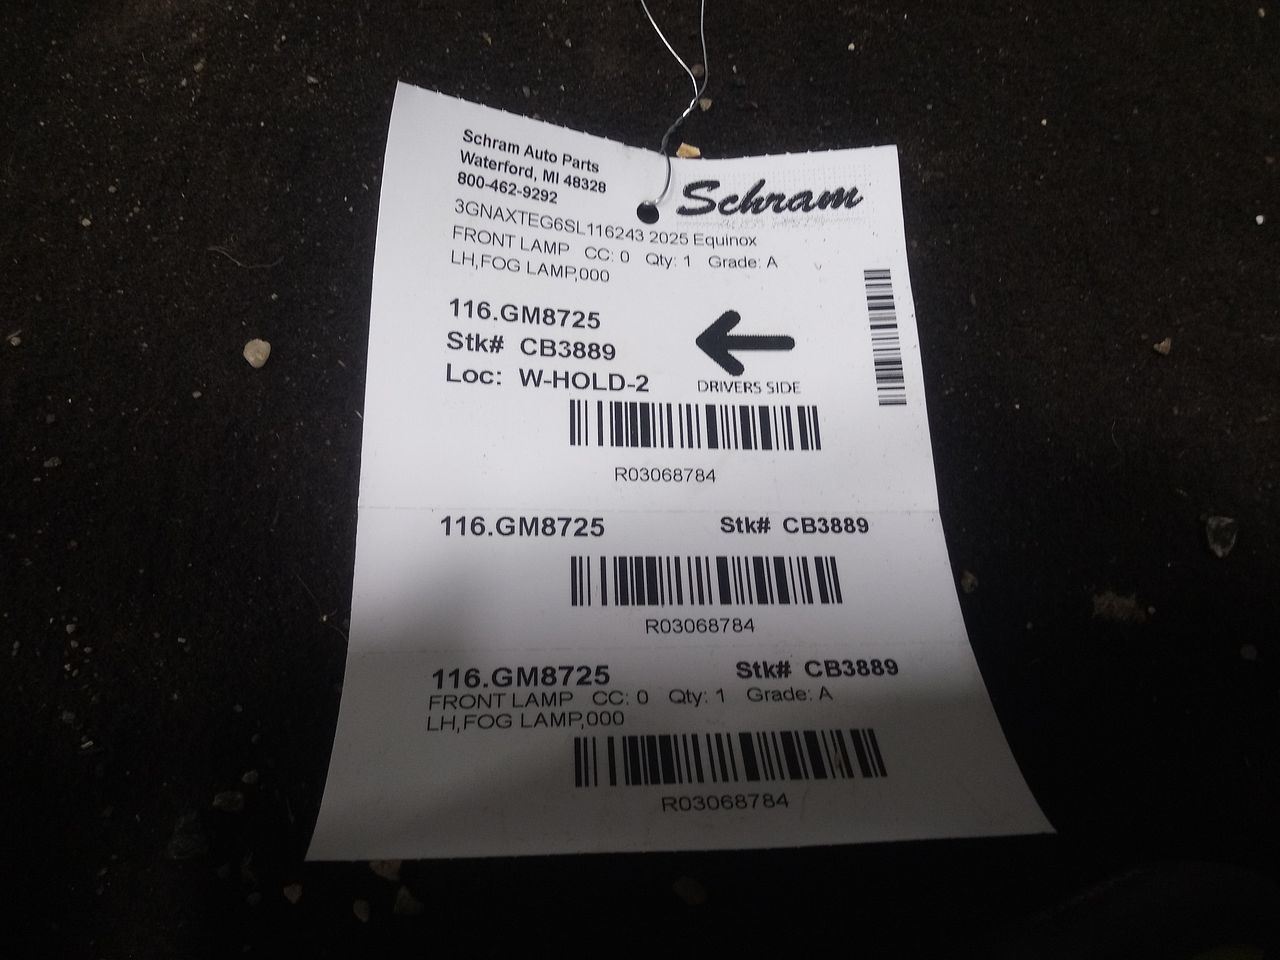 Schram Auto Parts
Waterford, MI 48328
800-462-9292
Schram
3GNAXTEG6SL116243 2025 Equinox
FRONT LAMP CC: 0 Qty: 1 Grade: A
LH,FOG LAMP,000
116.GM8725
Stk# CB3889
Loc: W-HOLD-2
DRIVERS SIDE
R03068784
116.GM8725 Stk# CB3889
R03068784
116.GM8725 Stk# CB3889
FRONT LAMP CC: 0 Qty: 1 Grade: A
LH,FOG LAMP,000
R03068784